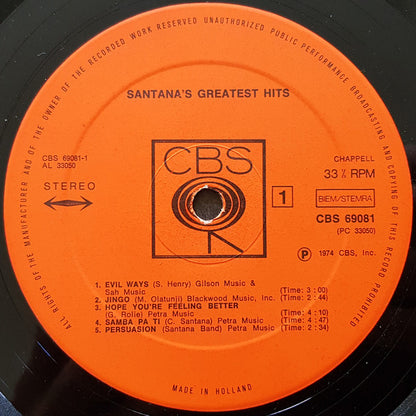 ALL RIGHTS OF THE MANUFACTURER AND OF THE OWNER OF THE RECORDED WORK RESERVED UNAUTHORIZED PUBLIC PERFORMANCE BROADCASTING AND COPYING OF THIS RECORD PROHIBITED
SANTANA'S GREATEST HITS
CBS 69081-1
AL 33050
STEREO
CBS
1
CHAPPELL
33⅓ RPM
BIEM/STEMRA
CBS 69081
(PC 33050)
℗ 1974 CBS, Inc.
1. EVIL WAYS (S. Henry) Gilson Music &
Sah Music (Time: 3:00)
2. JINGO (M. Olatunji) Blackwood Music, Inc. (Time: 2:44)
3. HOPE YOU'RE FEELING BETTER
(G. Rolie) Petra Music (Time: 4:10)
4. SAMBA PA TI (C. Santana) Petra Music (Time: 4:47)
5. PERSUASION (Santana Band) Petra Music (Time: 2:34)
MADE IN HOLLAND